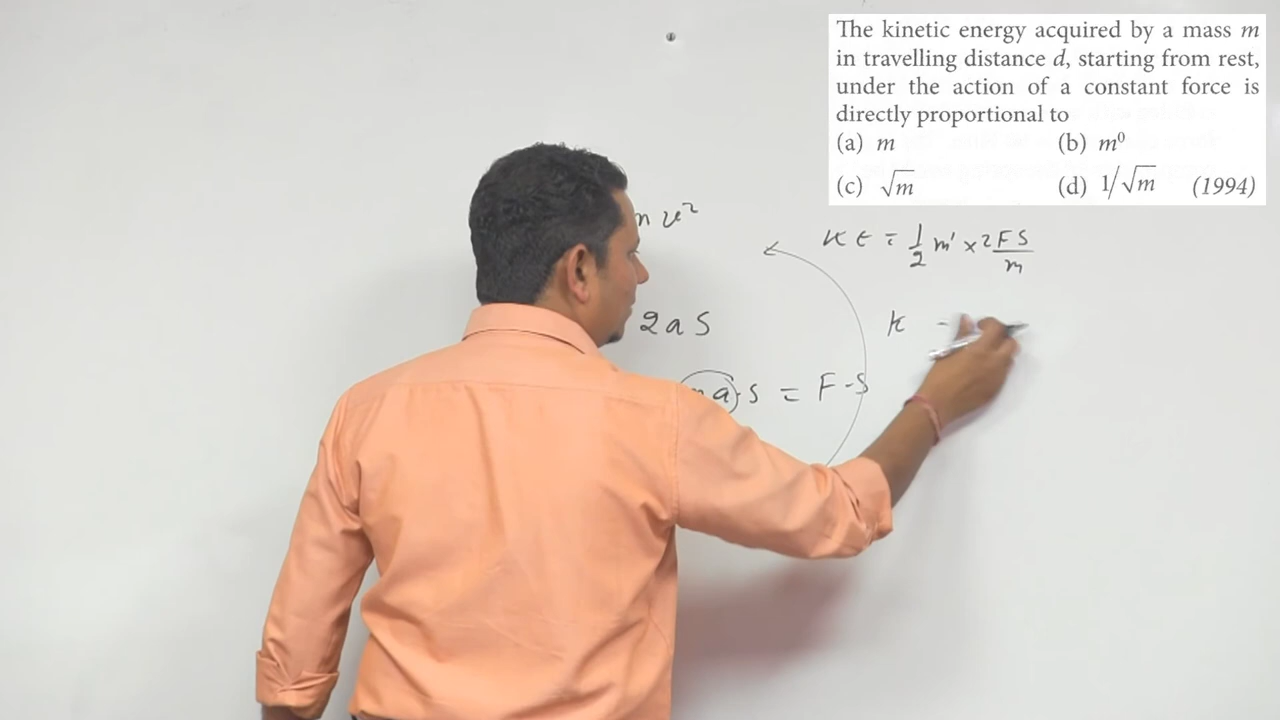 The kinetic energy acquired by a mass m
in travelling distance d, starting from rest,
under the action of a constant force is
directly proportional to
(a) m (b) m⁰
(c) √m (d) 1/√m (1994)
v²
KE = 1/2 m × 2FS/m
2aS
K =
a)·S = F·S